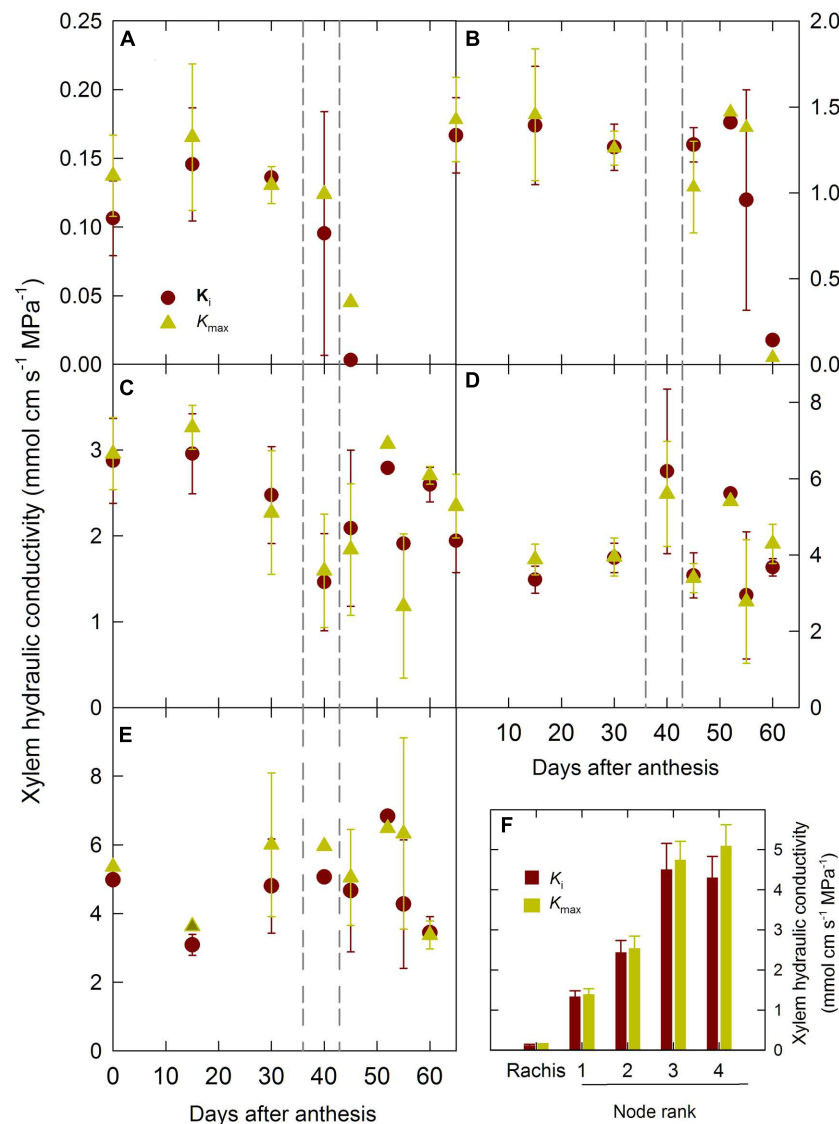 Xylem hydraulic conductivity (mmol cm s⁻¹ MPa⁻¹)
A
0.25
0.20
0.15
0.10
0.05
0.00
Kᵢ
K_max
B
2.0
1.5
1.0
0.5
0.0
C
3
2
1
0
D
8
6
4
2
0
10 20 30 40 50 60
Days after anthesis
E
8
6
4
2
0
0 10 20 30 40 50 60
Days after anthesis
F
Kᵢ
K_max
5
4
3
2
1
0
Xylem hydraulic conductivity
(mmol cm s⁻¹ MPa⁻¹)
Rachis 1 2 3 4
Node rank